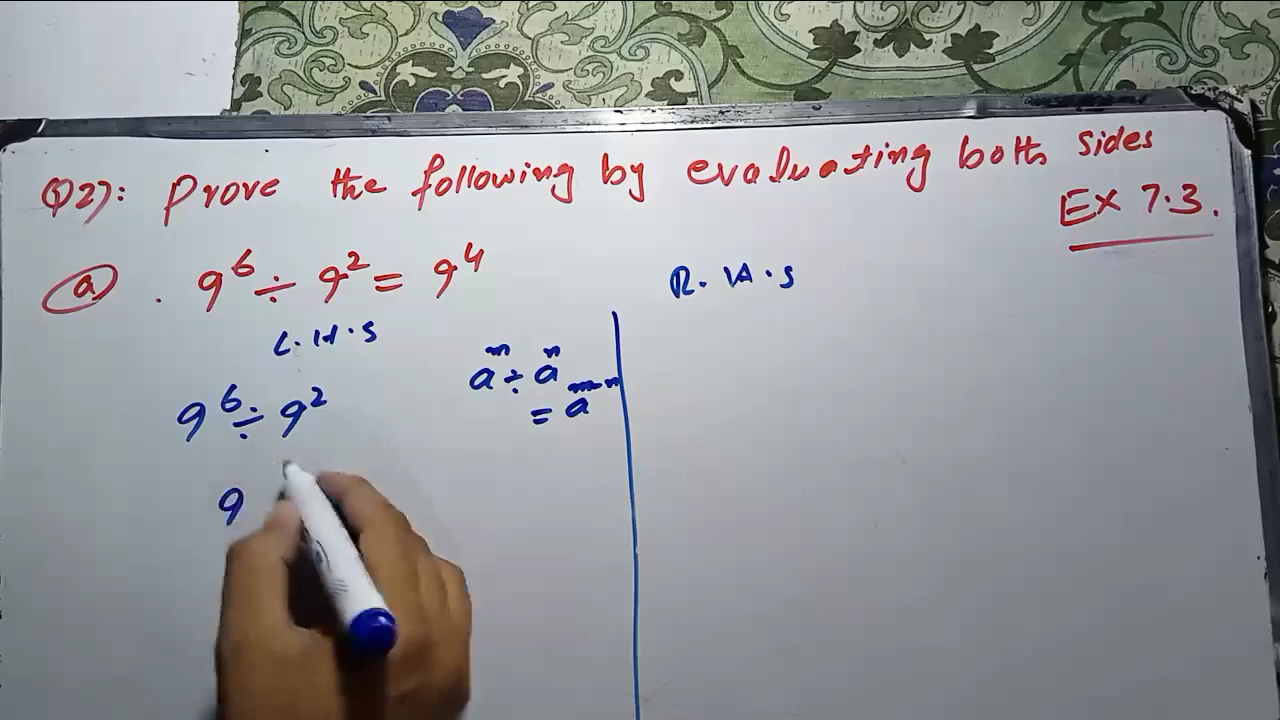 Q2): Prove the following by evaluating both sides
Ex 7.3.
(a). 9⁶ ÷ 9² = 9⁴
L.H.S
R.H.S
aᵐ ÷ aⁿ
= aᵐ⁻ⁿ
9⁶ ÷ 9²
9